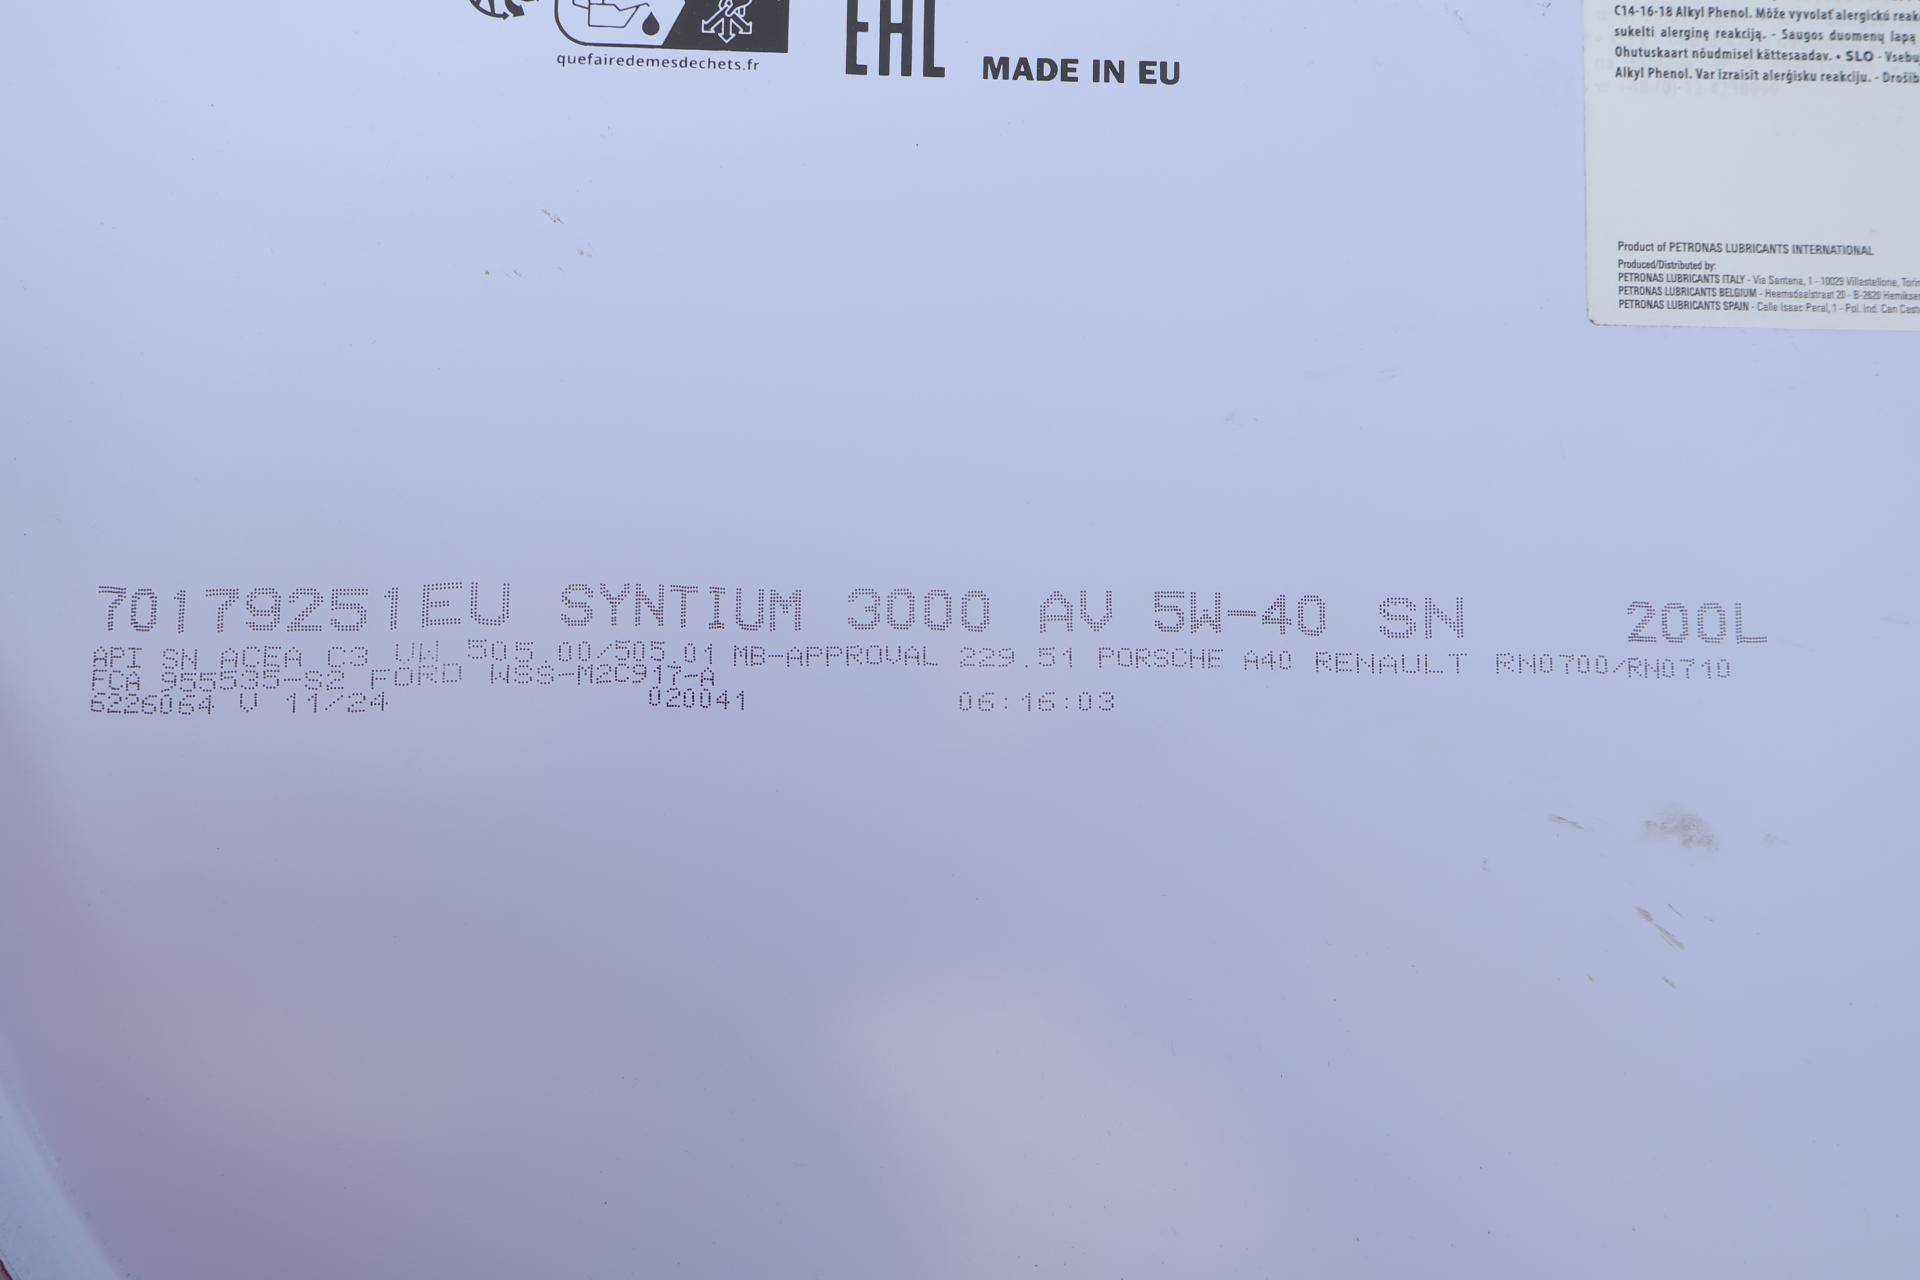 quefairedemesdechets.fr
EAC
MADE IN EU
C14-16-18 Alkyl Phenol. Môže vyvolať alergickú reak
sukelti alerginę reakciją. - Saugos duomenų lapą
Ohutuskaart nõudmisel kättesaadav. • SLO - Vsebu
Alkyl Phenol. Var izraisīt alerģisku reakciju. - Drošīb
Product of PETRONAS LUBRICANTS INTERNATIONAL
Produced/Distributed by:
PETRONAS LUBRICANTS ITALY - Via Santena, 1 - 10029 Villastellone, Torin
PETRONAS LUBRICANTS BELGIUM - Heemsdaalstraat 20 - B-2620 Hemiksem
PETRONAS LUBRICANTS SPAIN - Calle Isaac Peral, 1 - Pol. Ind. Can Caste
70179251EU SYNTIUM 3000 AV 5W-40 SN 200L
API SN ACEA C3 VW 505 00/505 01 MB-APPROVAL 229.51 PORSCHE A40 RENAULT RN0700/RN0710
FCA 955535-S2 FORD WSS-M2C917-A
6226064 V 11/24 020041 06:16:03